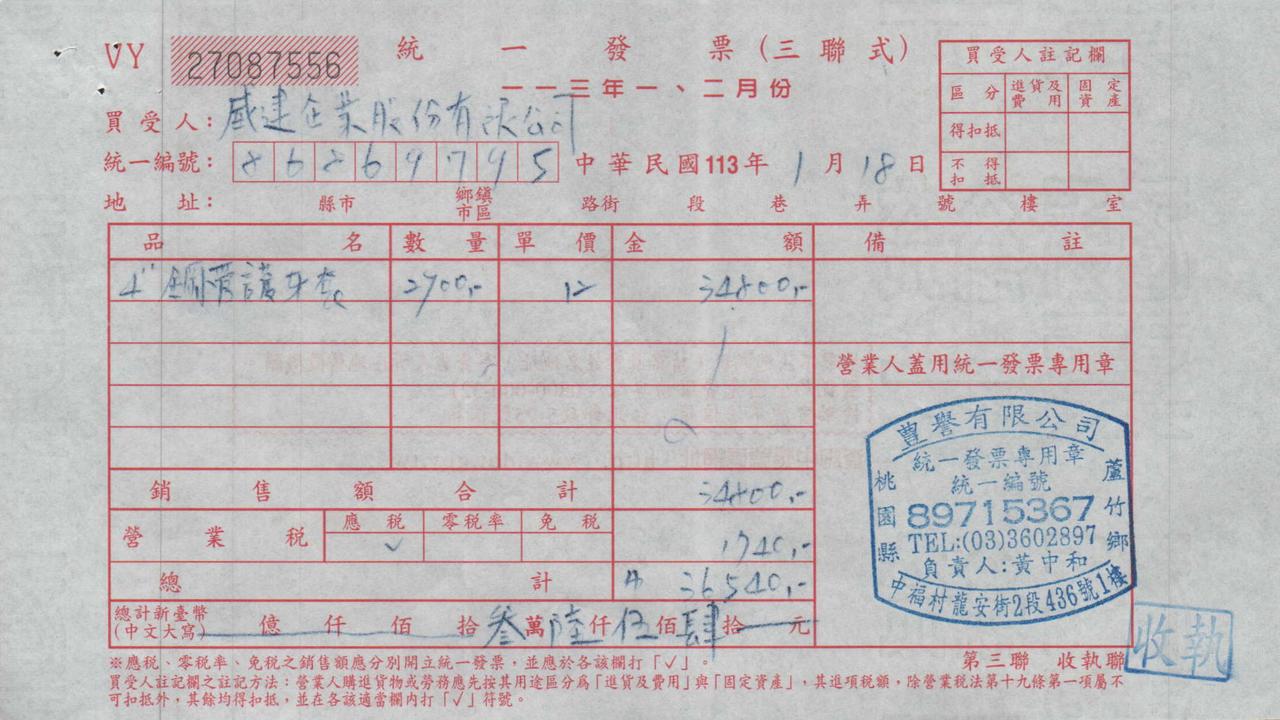 VY 27087556 統一發票(三聯式)
一一三年一、二月份
買受人: 威建企業股份有限公司
統一編號: 86869795 中華民國113年1月18日
地址: 縣市 鄉鎮市區 路街 段 巷 弄 號 樓 室
買受人註記欄
區分 進貨及費用 固定資產
得扣抵
不得扣抵
品名 數量 單價 金額 備註
4" 鋼管護牙套 2900,- 12 34800,-
營業人蓋用統一發票專用章
銷售額合計 34800,-
營業稅 應稅 零稅率 免稅
✓ 1740,-
總計 36540,-
總計新臺幣(中文大寫) 億仟佰拾叁萬陸仟伍佰肆拾元
豊譽有限公司
統一發票專用章
統一編號
89715367
TEL:(03)3602897
負責人:黃中和
桃園縣 蘆竹鄉
中福村龍安街2段436號1樓
※應稅、零稅率、免稅之銷售額應分別開立統一發票,並應於各該欄打「✓」。
第三聯 收執聯
收執
買受人註記欄之註記方法:營業人購進貨物或勞務應先按其用途區分為「進貨及費用」與「固定資產」,其進項稅額,除營業稅法第十九條第一項屬不
可扣抵外,其餘均得扣抵,並在各該適當欄內打「✓」符號。